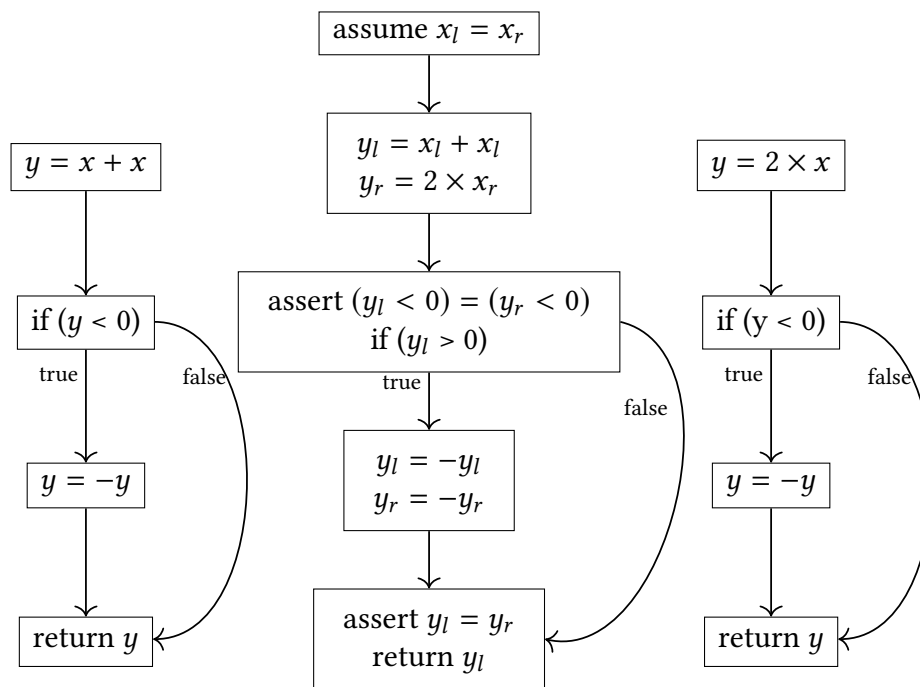 y = x + x
if (y < 0)
true
false
y = −y
return y
assume xₗ = xᵣ
yₗ = xₗ + xₗ
yᵣ = 2 × xᵣ
assert (yₗ < 0) = (yᵣ < 0)
if (yₗ > 0)
true
false
yₗ = −yₗ
yᵣ = −yᵣ
assert yₗ = yᵣ
return yₗ
y = 2 × x
if (y < 0)
true
false
y = −y
return y